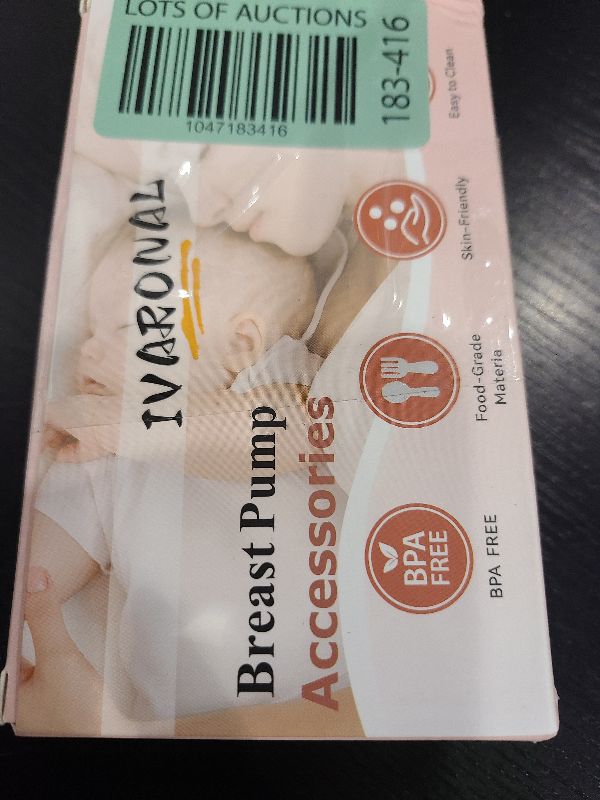 LOTS OF AUCTIONS
1047183416
183-416
IVARONAL
Breast Pump
Accessories
BPA
FREE
BPA FREE
Food-Grade
Materia
Skin-Friendly
Easy to Clean